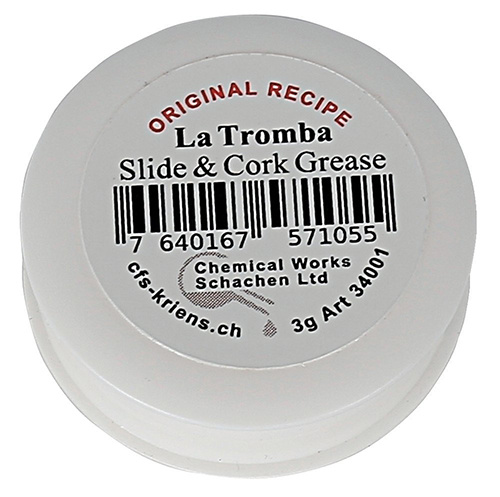 ORIGINAL RECIPE
La Tromba
Slide & Cork Grease
7 640167 571055
Chemical Works
Schachen Ltd
cfs-kriens.ch
3g Art 34001